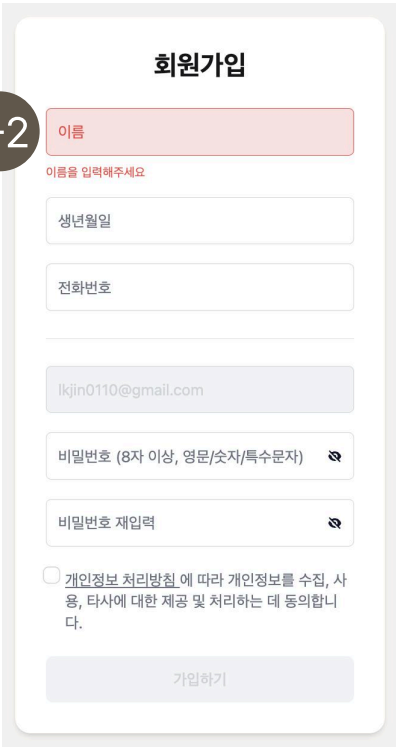 회원가입
-2
이름
이름을 입력해주세요
생년월일
전화번호
lkjin0110@gmail.com
비밀번호 (8자 이상, 영문/숫자/특수문자)
비밀번호 재입력
개인정보 처리방침 에 따라 개인정보를 수집, 사
용, 타사에 대한 제공 및 처리하는 데 동의합니
다.
가입하기